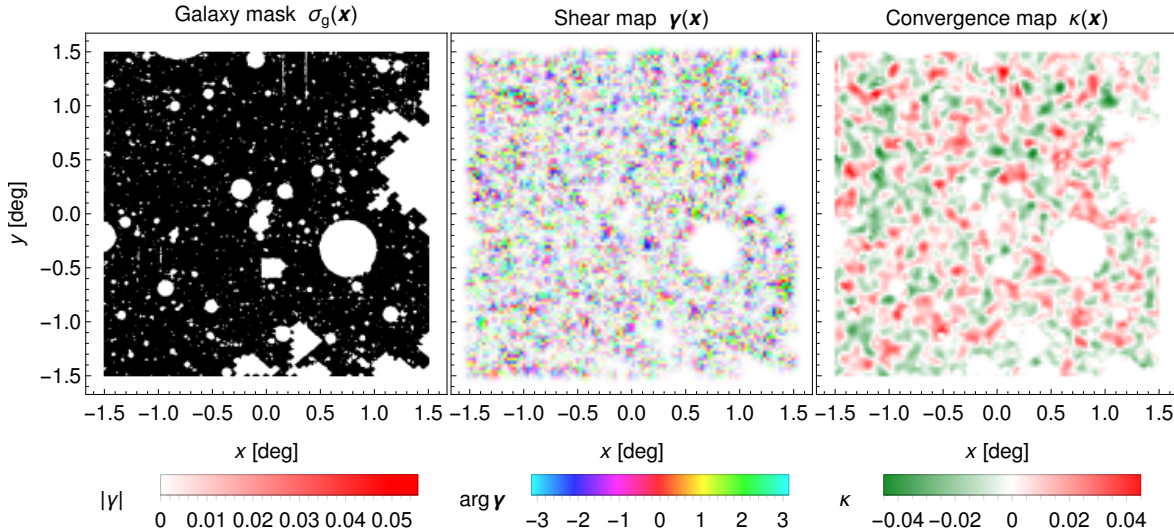 Galaxy mask σg(x)
Shear map γ(x)
Convergence map κ(x)
1.5
1.0
0.5
0.0
−0.5
−1.0
−1.5
y [deg]
−1.5 −1.0 −0.5 0.0 0.5 1.0 1.5
−1.5 −1.0 −0.5 0.0 0.5 1.0 1.5
−1.5 −1.0 −0.5 0.0 0.5 1.0 1.5
x [deg]
x [deg]
x [deg]
|γ|
0 0.01 0.02 0.03 0.04 0.05
arg γ
−3 −2 −1 0 1 2 3
κ
−0.04 −0.02 0 0.02 0.04